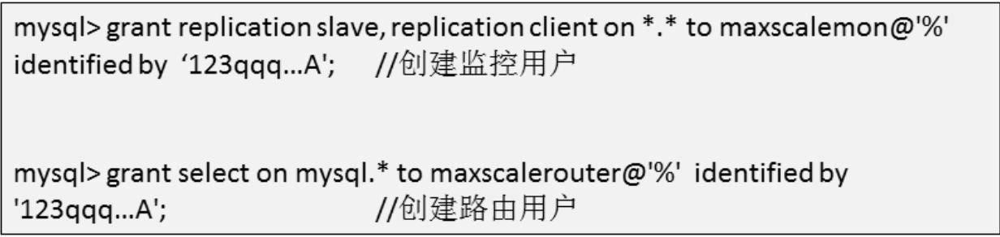 mysql> grant replication slave, replication client on *.* to maxscalemon@'%'
identified by ‘123qqq…A'; //创建监控用户
mysql> grant select on mysql.* to maxscalerouter@'%' identified by
'123qqq…A'; //创建路由用户